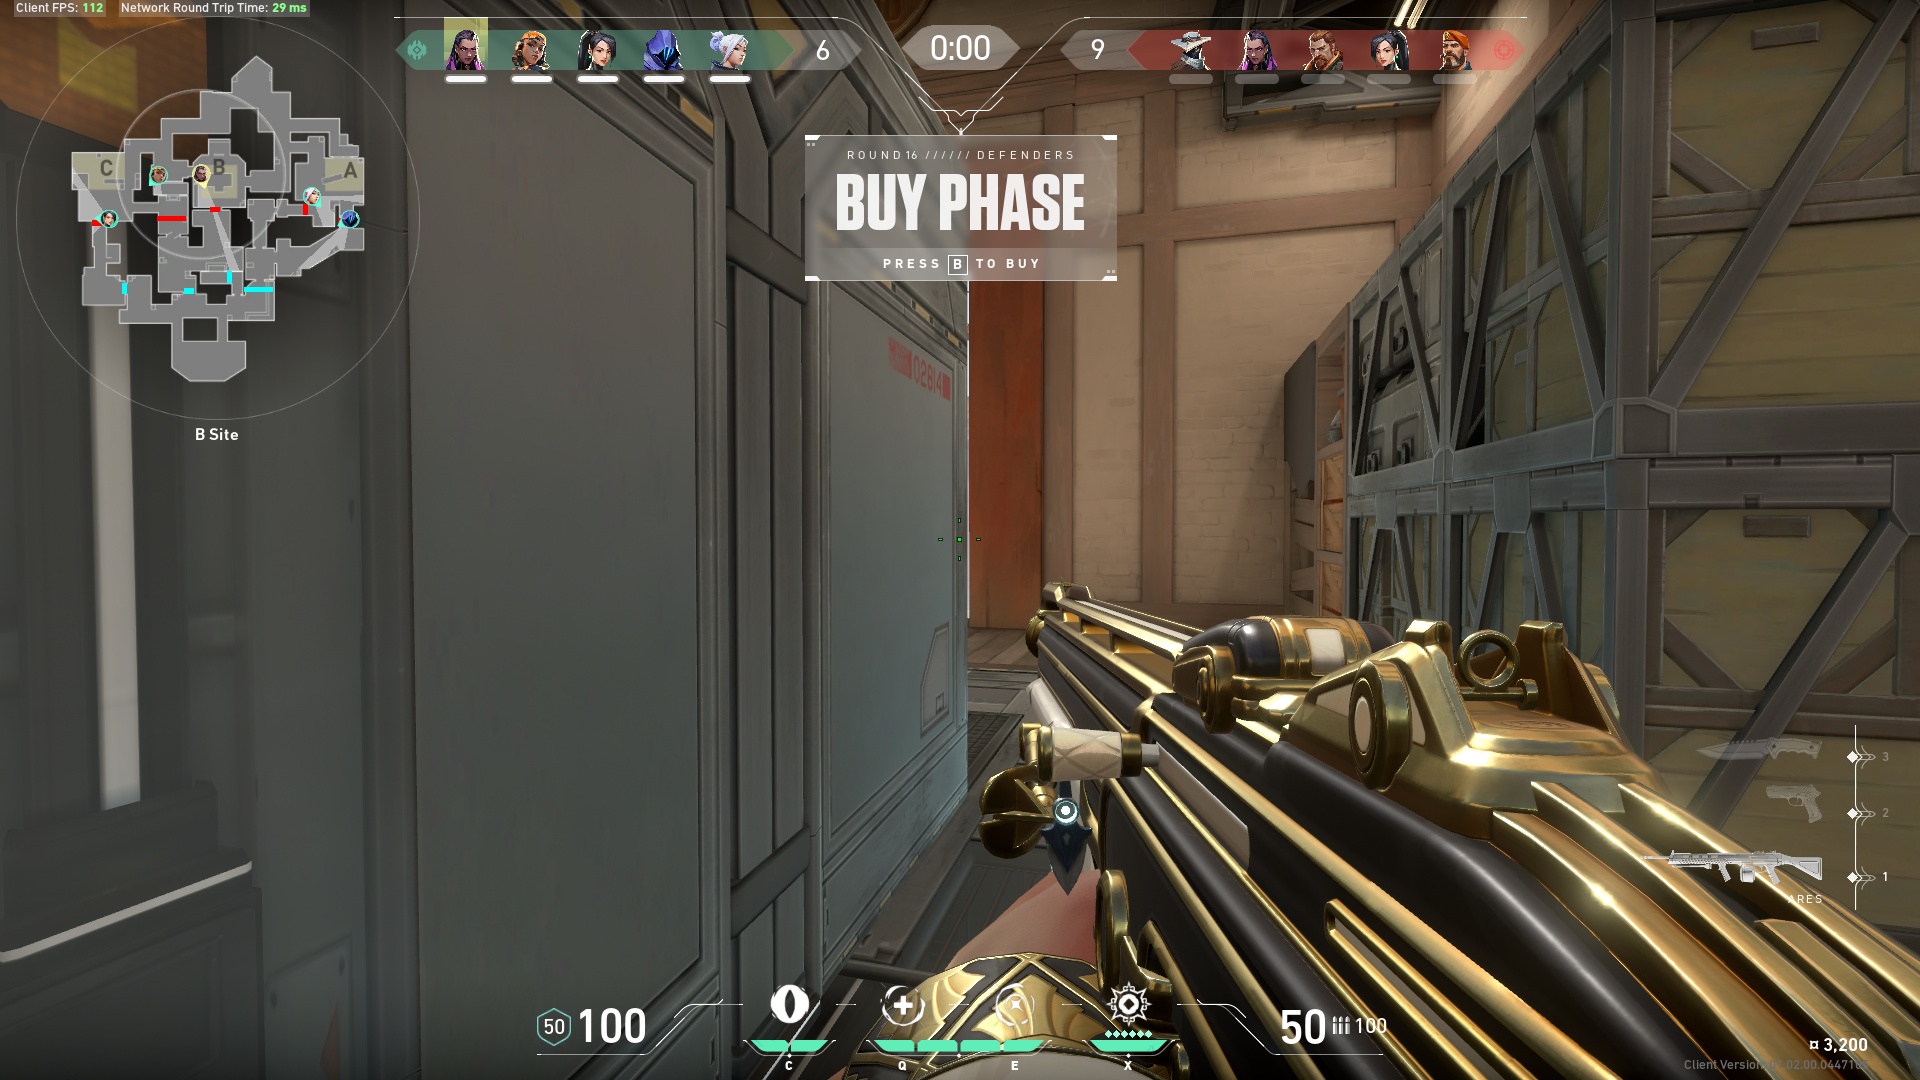 Client FPS: 112 Network Round Trip Time: 29 ms
6 0:00 9
ROUND 16 ////// DEFENDERS
BUY PHASE
PRESS B TO BUY
C B A
B Site
02814
3
2
1
ARES
50 100
C Q E X
50 100
¤ 3,200